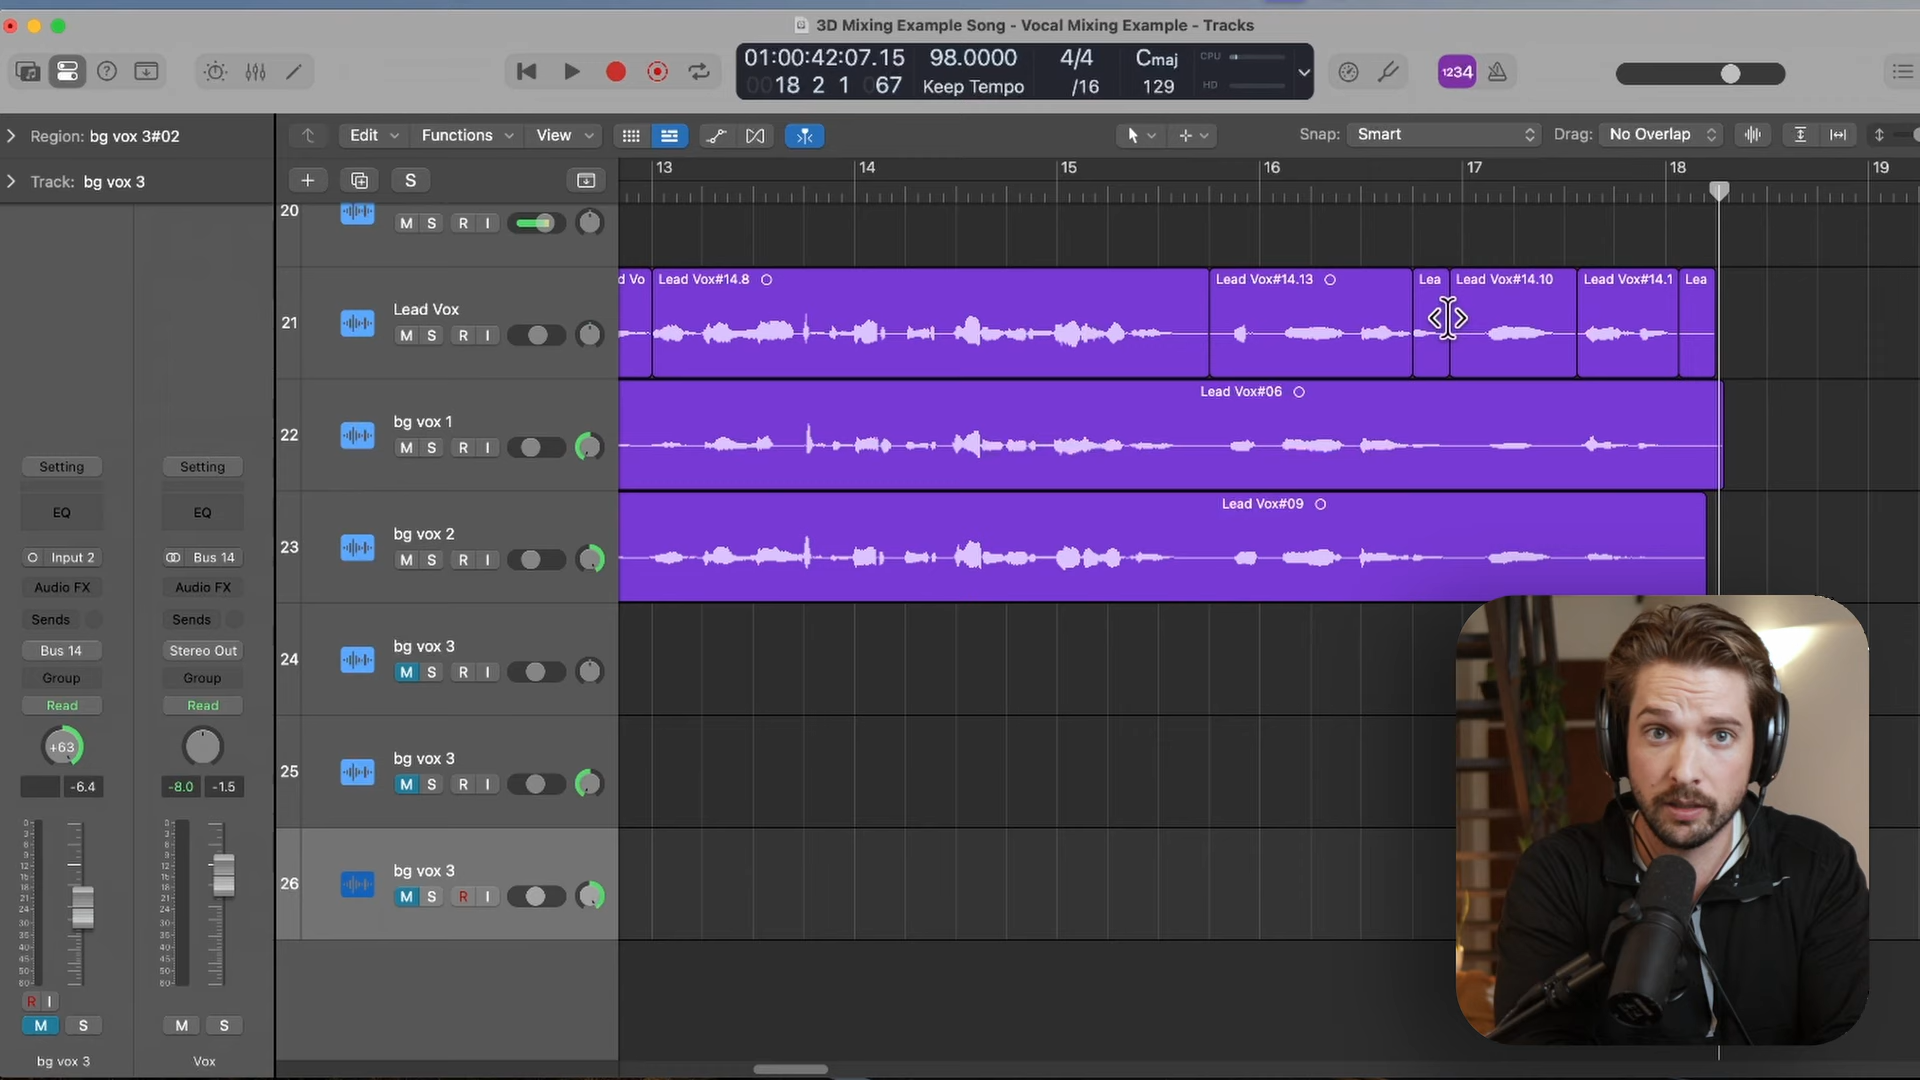 3D Mixing Example Song - Vocal Mixing Example - Tracks
01:00:42:07.15 98.0000 4/4 Cmaj CPU
0018 2 1 067 Keep Tempo /16 129 HD
1234
Region: bg vox 3#02
Edit Functions View Snap: Smart Drag: No Overlap
Track: bg vox 3
S
13 14 15 16 17 18 19
20 M S R I
d Vo Lead Vox#14.8 Lead Vox#14.13 Lea Lead Vox#14.10 Lead Vox#14.1 Lea
21 Lead Vox
M S R I
Lead Vox#06
22 bg vox 1
M S R I
Lead Vox#09
23 bg vox 2
M S R I
24 bg vox 3
M S R I
25 bg vox 3
M S R I
26 bg vox 3
M S R I
Setting Setting
EQ EQ
Input 2 Bus 14
Audio FX Audio FX
Sends Sends
Bus 14 Stereo Out
Group Group
Read Read
+63
-6.4 -8.0 -1.5
R I
M S M S
bg vox 3 Vox